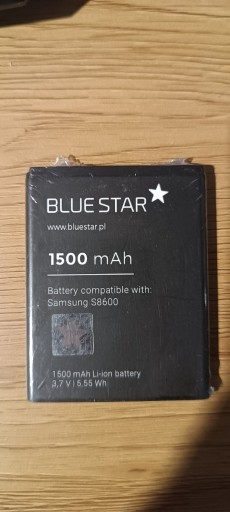 BLUE STAR
www.bluestar.pl
1500 mAh
Battery compatible with:
Samsung S8600
1500 mAh Li-ion battery
3,7 V | 5,55 Wh